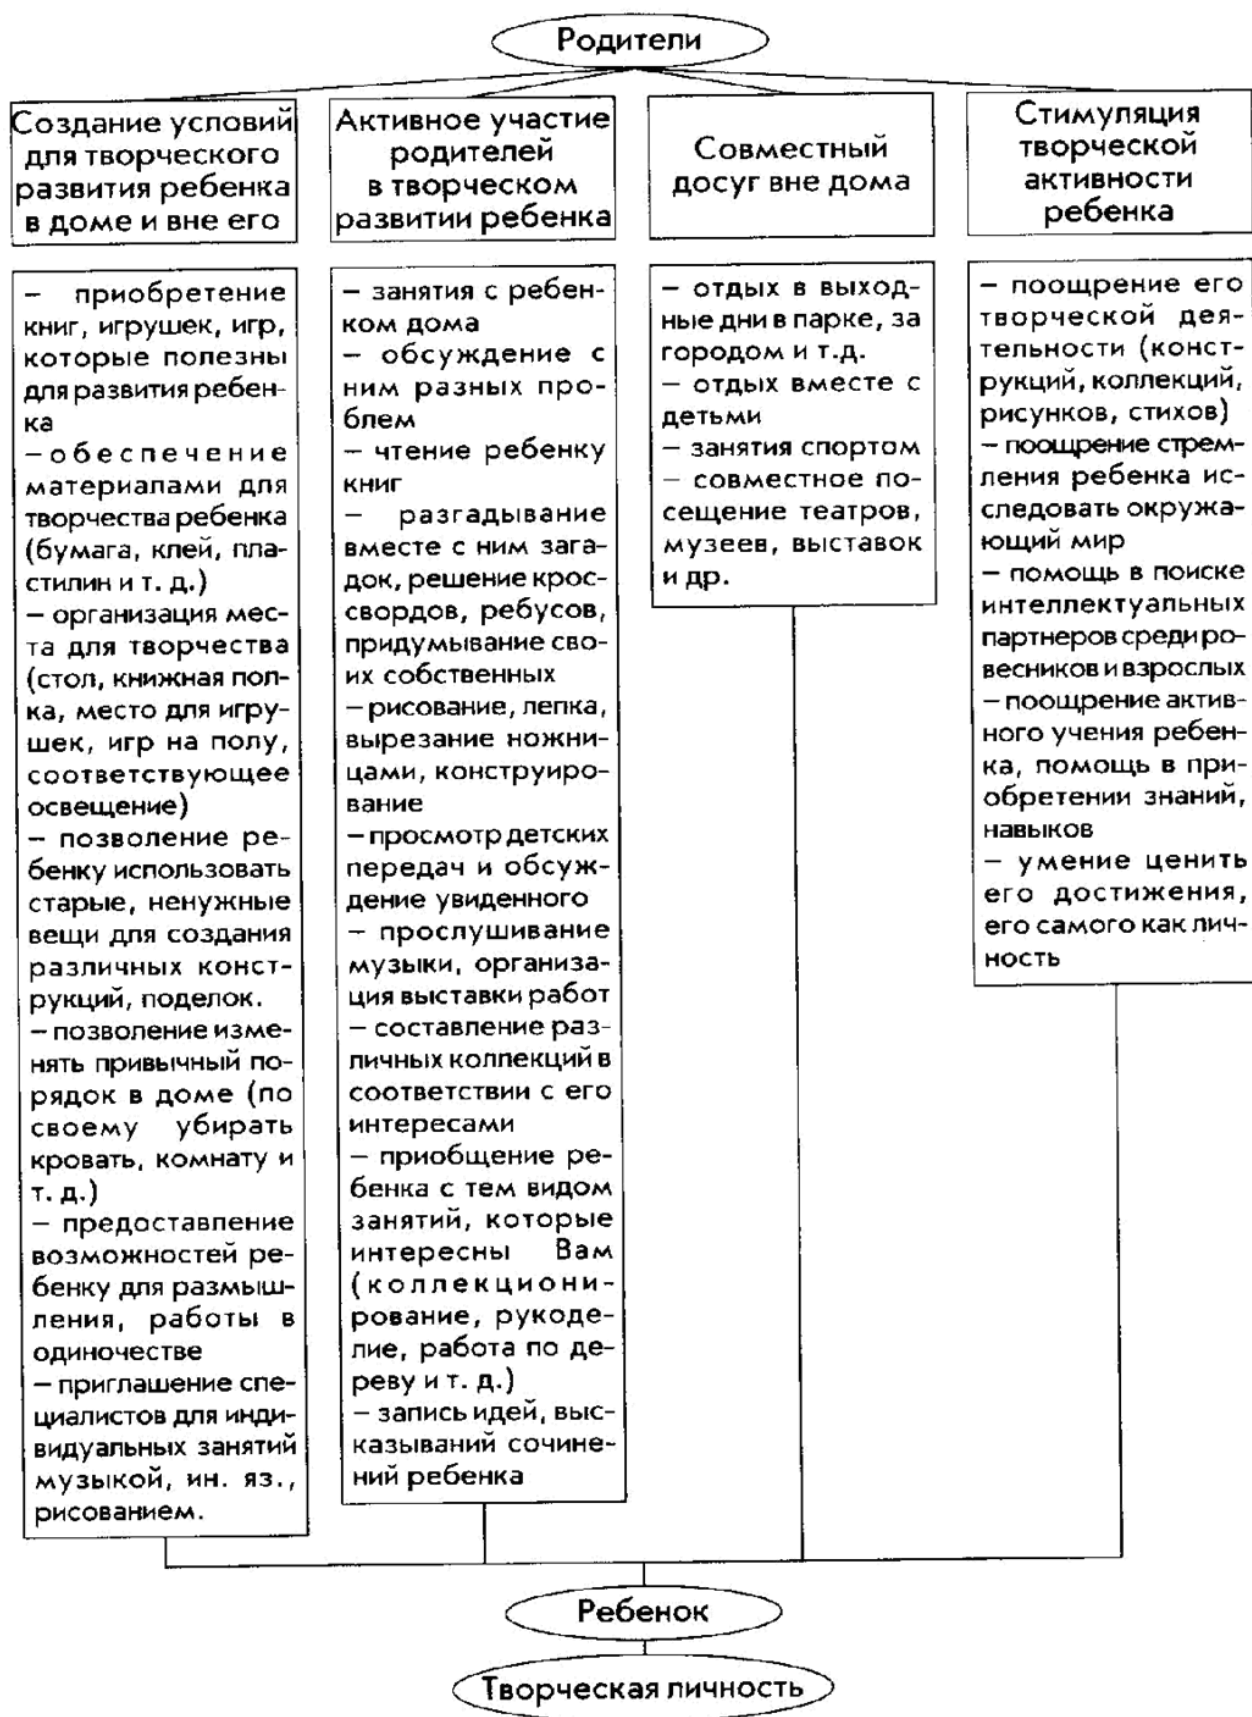 Родители
Создание условий
для творческого
развития ребенка
в доме и вне его
Активное участие
родителей
в творческом
развитии ребенка
Совместный
досуг вне дома
Стимуляция
творческой
активности
ребенка
– приобретение
книг, игрушек, игр,
которые полезны
для развития ребен-
ка
– обеспечение
материалами для
творчества ребенка
(бумага, клей, пла-
стилин и т. д.)
– организация мес-
та для творчества
(стол, книжная пол-
ка, место для игру-
шек, игр на полу,
соответствующее
освещение)
– позволение ре-
бенку использовать
старые, ненужные
вещи для создания
различных конст-
рукций, поделок.
– позволение изме-
нять привычный по-
рядок в доме (по
своему убирать
кровать, комнату и
т. д.)
– предоставление
возможностей ре-
бенку для размыш-
ления, работы в
одиночестве
– приглашение спе-
циалистов для инди-
видуальных занятий
музыкой, ин. яз.,
рисованием.
– занятия с ребен-
ком дома
– обсуждение с
ним разных про-
блем
– чтение ребенку
книг
– разгадывание
вместе с ним зага-
док, решение крос-
свордов, ребусов,
придумывание сво-
их собственных
– рисование, лепка,
вырезание ножни-
цами, конструиро-
вание
– просмотр детских
передач и обсуж-
дение увиденного
– прослушивание
музыки, организа-
ция выставки работ
– составление раз-
личных коллекций в
соответствии с его
интересами
– приобщение ре-
бенка с тем видом
занятий, которые
интересны Вам
(коллекциони-
рование, рукоде-
лие, работа по де-
реву и т. д.)
– запись идей, выс-
казываний сочине-
ний ребенка
– отдых в выход-
ные дни в парке, за
городом и т.д.
– отдых вместе с
детьми
– занятия спортом
– совместное по-
сещение театров,
музеев, выставок
и др.
– поощрение его
творческой дея-
тельности (конст-
рукций, коллекций,
рисунков, стихов)
– поощрение стрем-
ления ребенка ис-
следовать окружа-
ющий мир
– помощь в поиске
интеллектуальных
партнеров среди ро-
весников и взрослых
– поощрение актив-
ного учения ребен-
ка, помощь в при-
обретении знаний,
навыков
– умение ценить
его достижения,
его самого как лич-
ность
Ребенок
Творческая личность